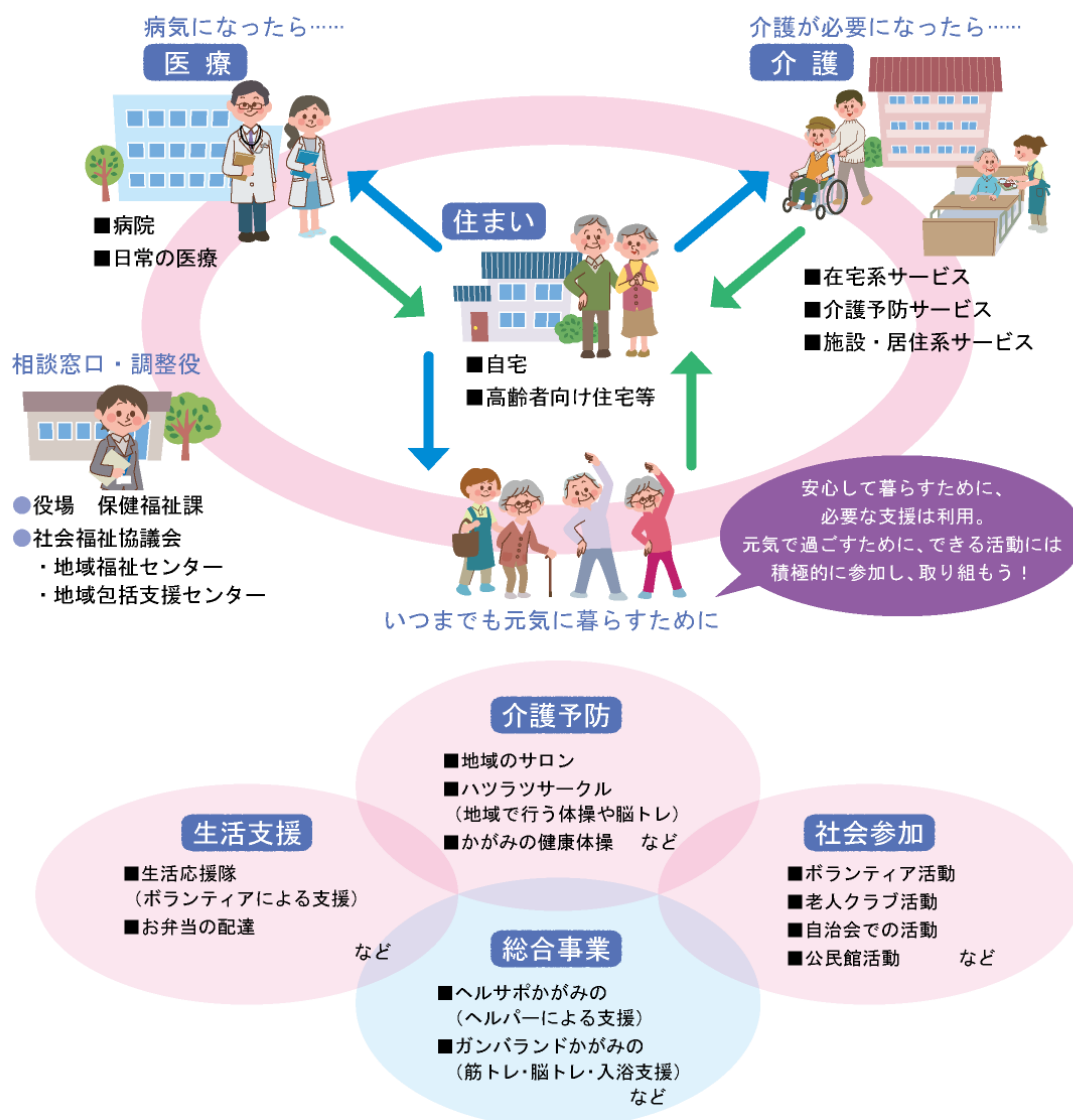 病気になったら……
医療
■病院
■日常の医療
介護が必要になったら……
介護
■在宅系サービス
■介護予防サービス
■施設・居住系サービス
住まい
■自宅
■高齢者向け住宅等
相談窓口・調整役
●役場　保健福祉課
●社会福祉協議会
・地域福祉センター
・地域包括支援センター
安心して暮らすために、
必要な支援は利用。
元気で過ごすために、できる活動には
積極的に参加し、取り組もう！
いつまでも元気に暮らすために
介護予防
■地域のサロン
■ハツラツサークル
（地域で行う体操や脳トレ）
■かがみの健康体操　など
生活支援
■生活応援隊
（ボランティアによる支援）
■お弁当の配達
など
社会参加
■ボランティア活動
■老人クラブ活動
■自治会での活動
■公民館活動　　など
総合事業
■ヘルサポかがみの
（ヘルパーによる支援）
■ガンバランドかがみの
（筋トレ・脳トレ・入浴支援）
など